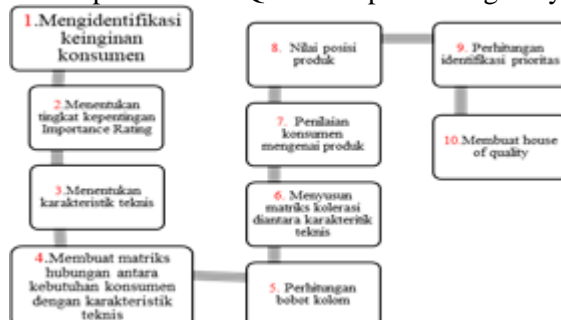 1.Mengidentifikasi
keinginan
konsumen
2.Menentukan
tingkat kepentingan
Importance Rating
3.Menentukan
karakteristik teknis
4.Membuat matriks
hubungan antara
kebutuhan konsumen
dengan karakteristik
teknis
5. Perhitungan
bobot kolom
6. Menyusun
matriks kolerasi
diantara karakteritik
teknis
7. Penilaian
konsumen
mengenai produk
8. Nilai posisi
produk
9. Perhitungan
identifikasi prioritas
10.Membuat house
of quality